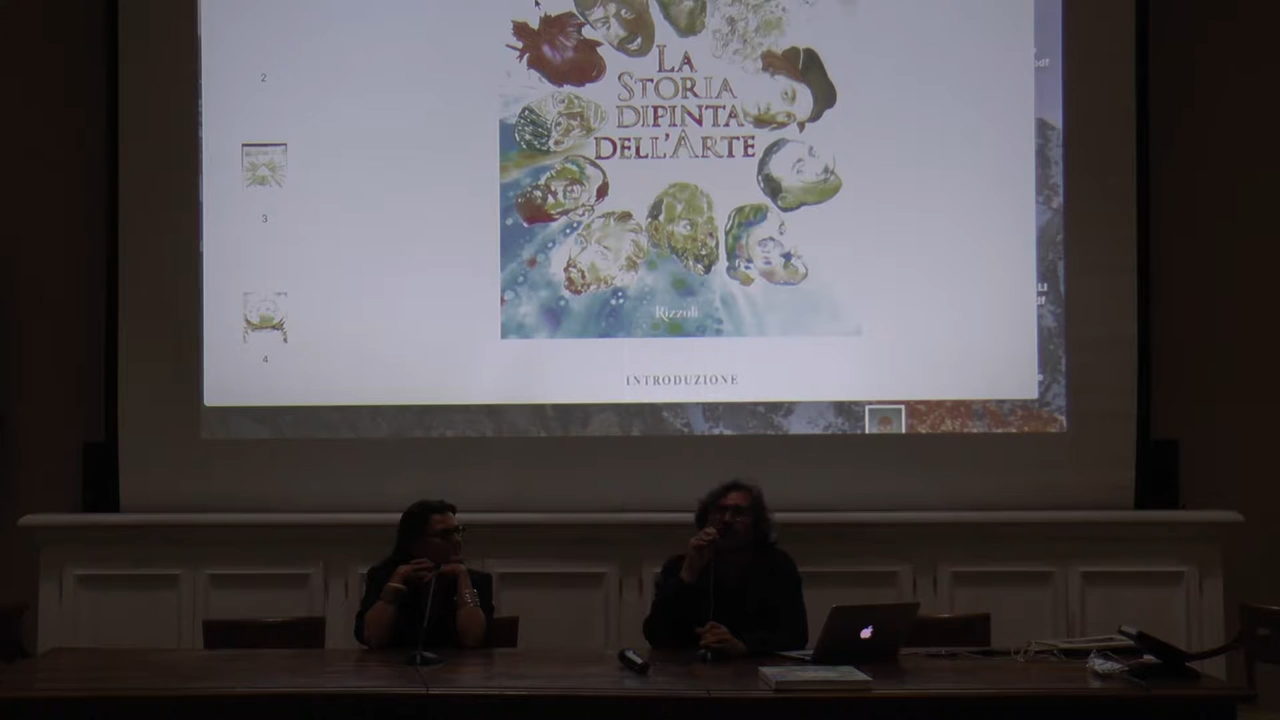 2
LA
STORIA
DIPINTA
DELL'ARTE
3
Rizzoli
4
INTRODUZIONE